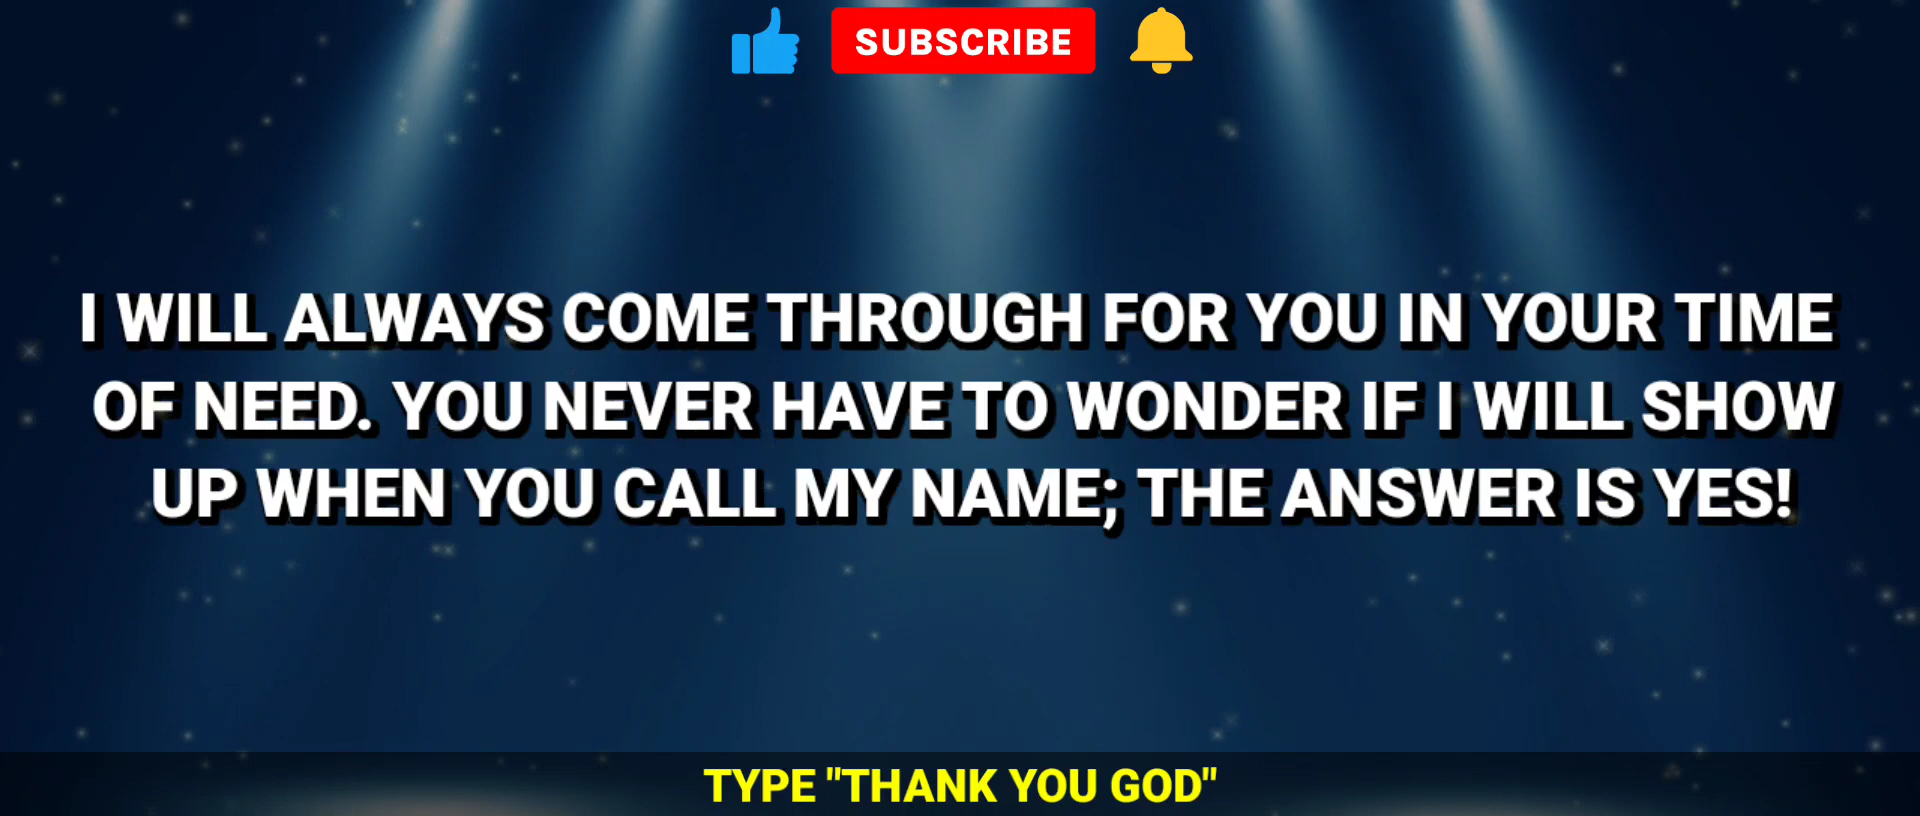 SUBSCRIBE
I WILL ALWAYS COME THROUGH FOR YOU IN YOUR TIME
OF NEED. YOU NEVER HAVE TO WONDER IF I WILL SHOW
UP WHEN YOU CALL MY NAME; THE ANSWER IS YES!
TYPE "THANK YOU GOD"